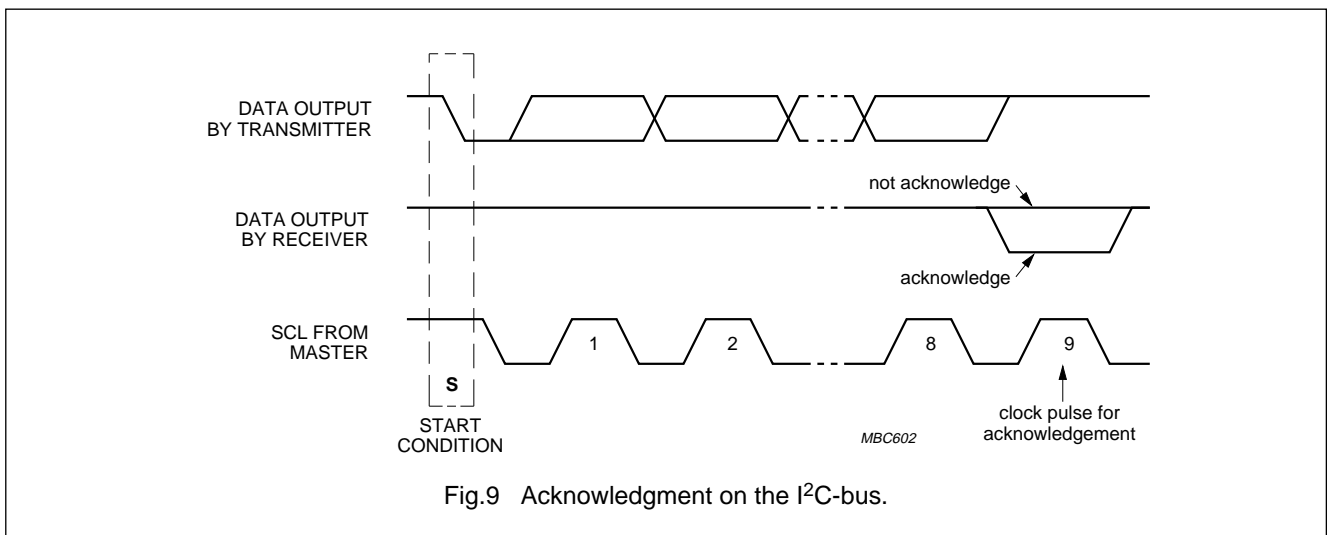 DATA OUTPUT
BY TRANSMITTER
not acknowledge
DATA OUTPUT
BY RECEIVER
acknowledge
SCL FROM
MASTER
1
2
8
9
S
START
CONDITION
clock pulse for
acknowledgement
MBC602
Fig.9 Acknowledgment on the I²C-bus.